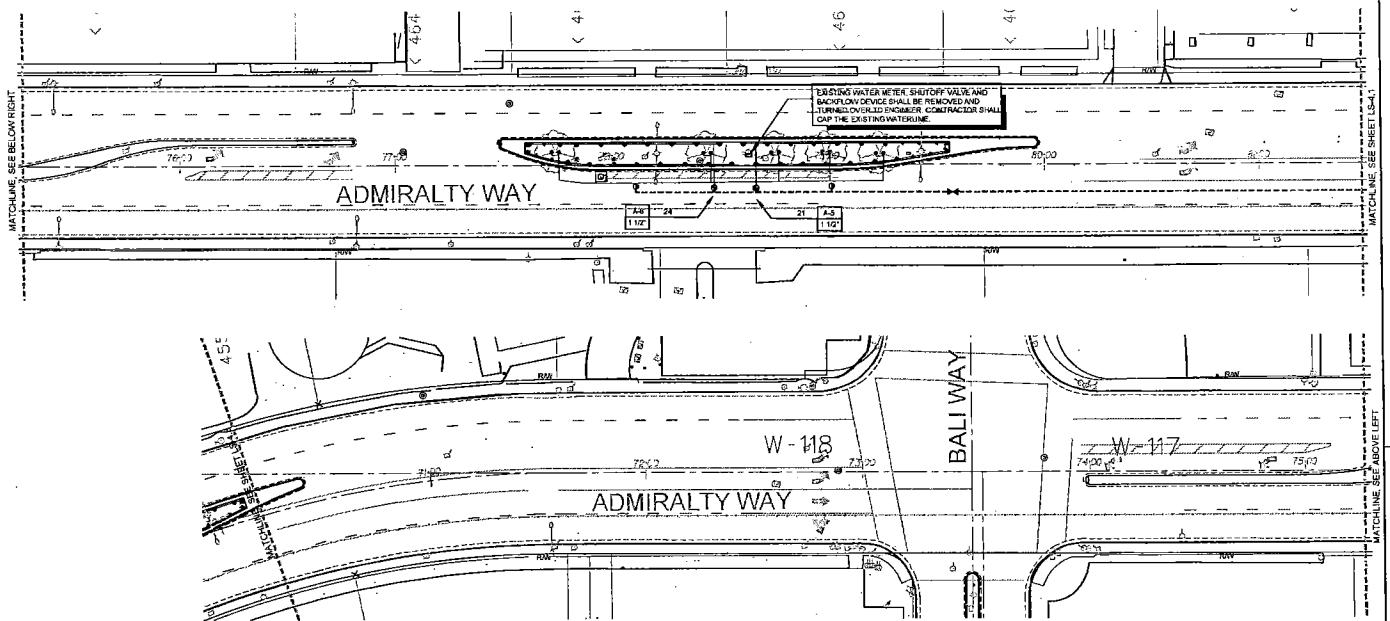 464
46
R/W
R/W
EXISTING WATER METER, SHUTOFF VALVE AND
BACKFLOW DEVICE SHALL BE REMOVED AND
TURNED OVER TO ENGINEER. CONTRACTOR SHALL
CAP THE EXISTING WATERLINE.
MATCHLINE, SEE BELOW RIGHT
76+00
77+00
80+00
MATCHLINE, SEE SHEET LS-4.1
ADMIRALTY WAY
A-6
1 1/2"
24
21
A-5
1 1/2"
R/W
R/W
455
R/W
R/W
BALI WAY
W-118
W-117
71+00
72+00
73+00
74+00
75+00
ADMIRALTY WAY
MATCHLINE, SEE ABOVE LEFT
R/W
R/W